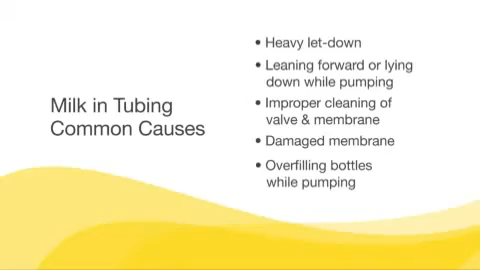 Milk in Tubing
Common Causes
• Heavy let-down
• Leaning forward or lying
down while pumping
• Improper cleaning of
valve & membrane
• Damaged membrane
• Overfilling bottles
while pumping